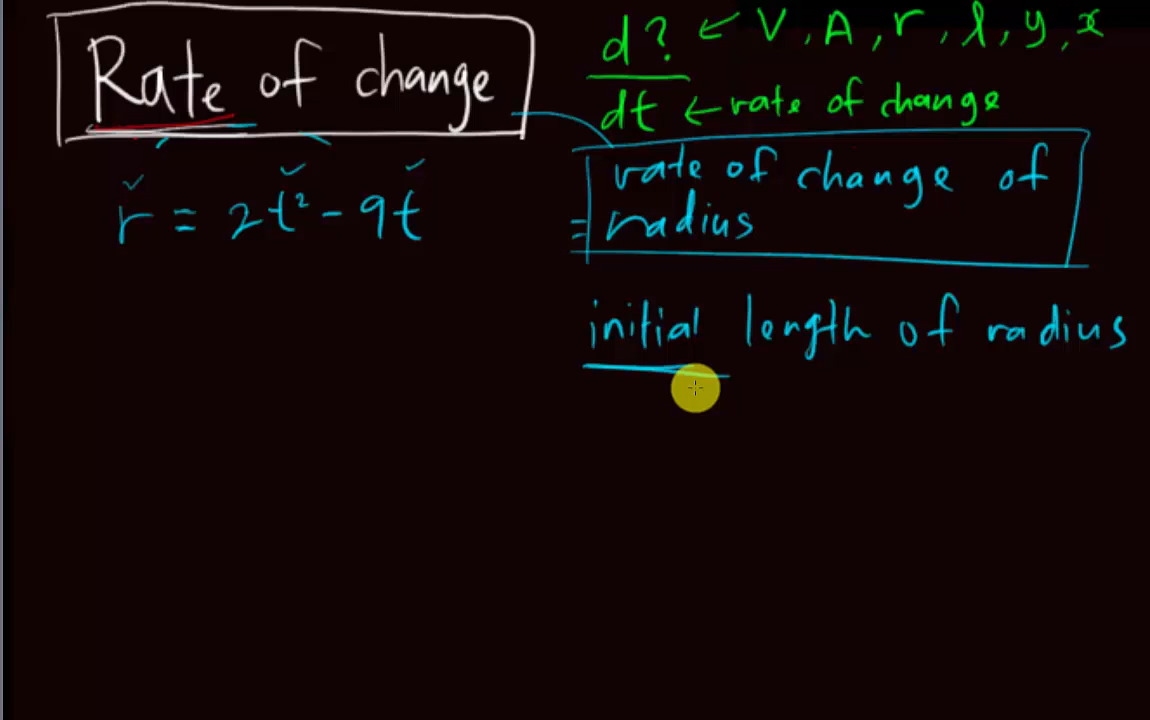 Rate of change
d? ← V, A, r, l, y, x
dt ← rate of change
r = 2t² - 9t
rate of change of
= radius
initial length of radius